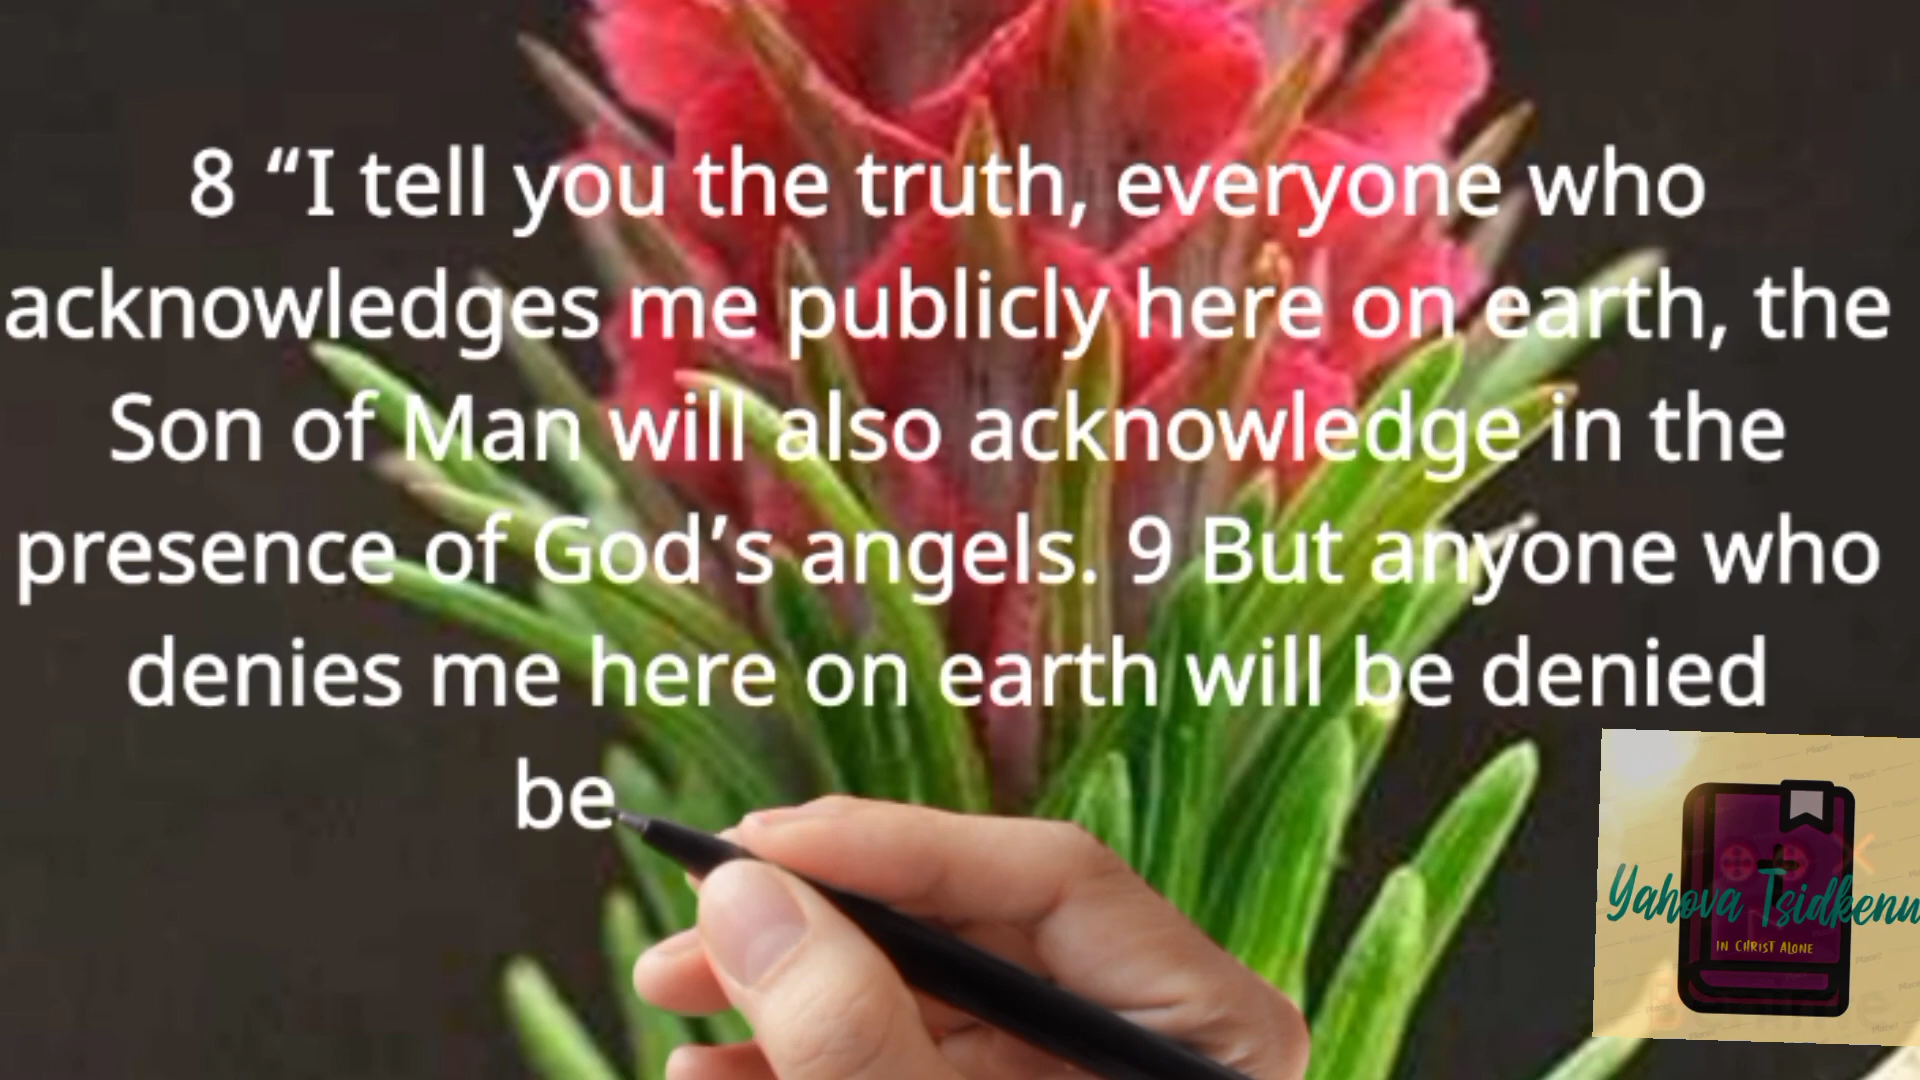 8 “I tell you the truth, everyone who
acknowledges me publicly here on earth, the
Son of Man will also acknowledge in the
presence of God’s angels. 9 But anyone who
denies me here on earth will be denied
be
Yahova Tsidkenu
IN CHRIST ALONE